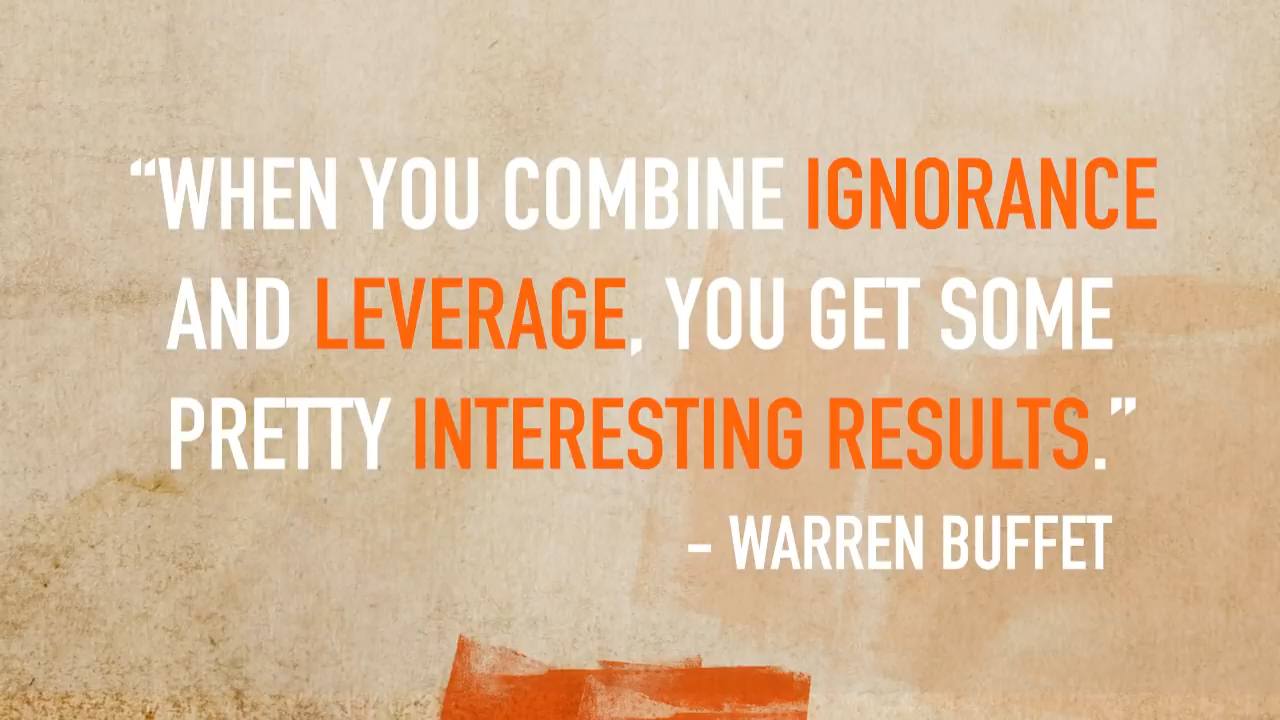 “WHEN YOU COMBINE IGNORANCE
AND LEVERAGE, YOU GET SOME
PRETTY INTERESTING RESULTS.”
– WARREN BUFFET